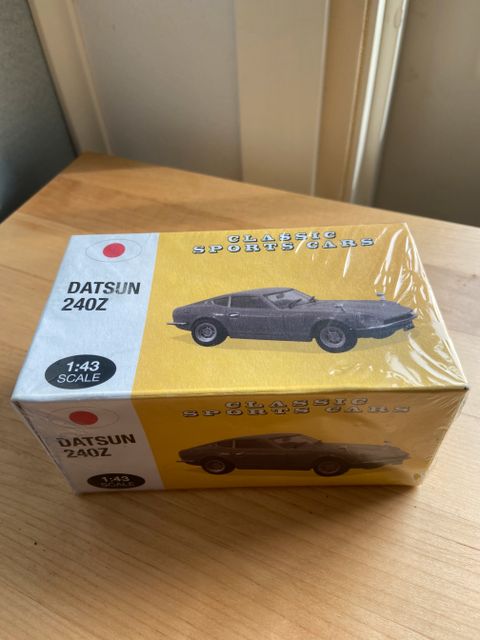 CLASSIC
SPORTS CARS
DATSUN
240Z
1:43
SCALE
CLASSIC
SPORTS CARS
DATSUN
240Z
1:43
SCALE